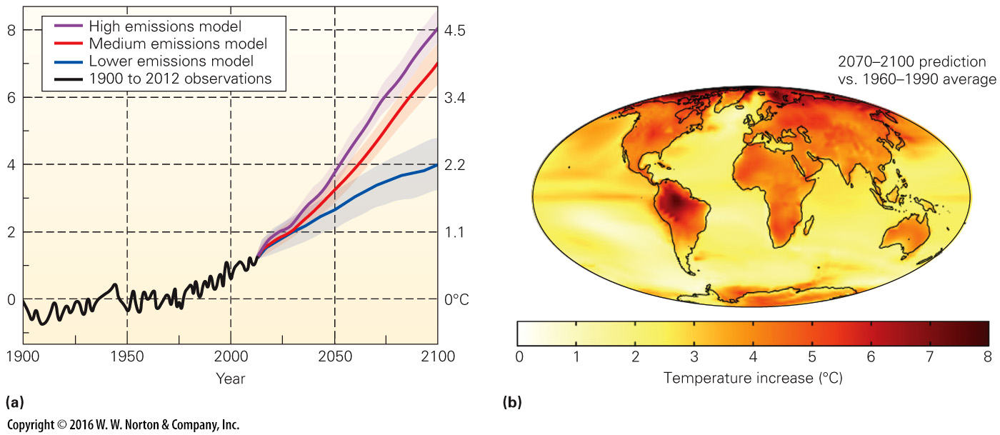 High emissions model
Medium emissions model
Lower emissions model
1900 to 2012 observations
8
6
4
2
0
4.5
3.4
2.2
1.1
0°C
1900
1950
2000
2050
2100
Year
(a)
2070–2100 prediction
vs. 1960–1990 average
0 1 2 3 4 5 6 7 8
Temperature increase (°C)
(b)
Copyright © 2016 W. W. Norton & Company, Inc.